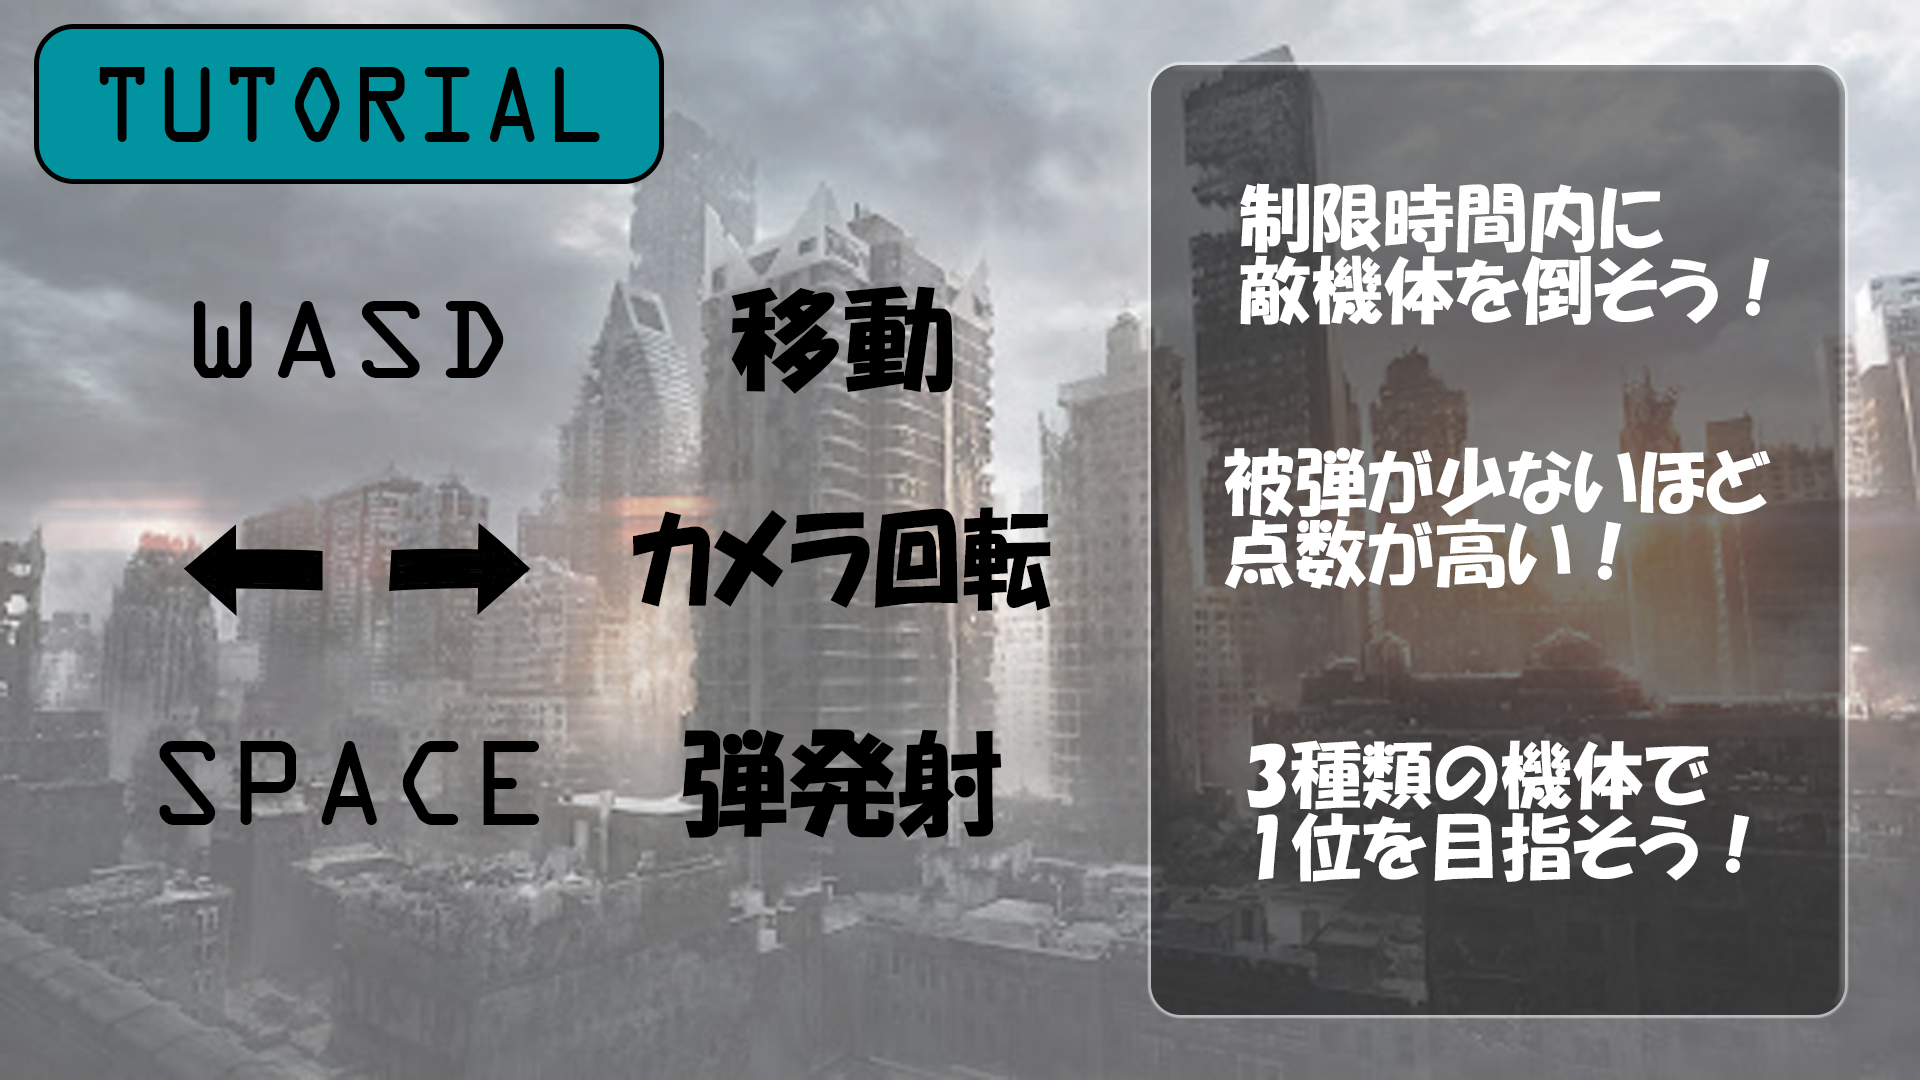 TUTORIAL
WASD 移動
← → カメラ回転
SPACE 弾発射
制限時間内に
敵機体を倒そう！
被弾が少ないほど
点数が高い！
3種類の機体で
1位を目指そう！